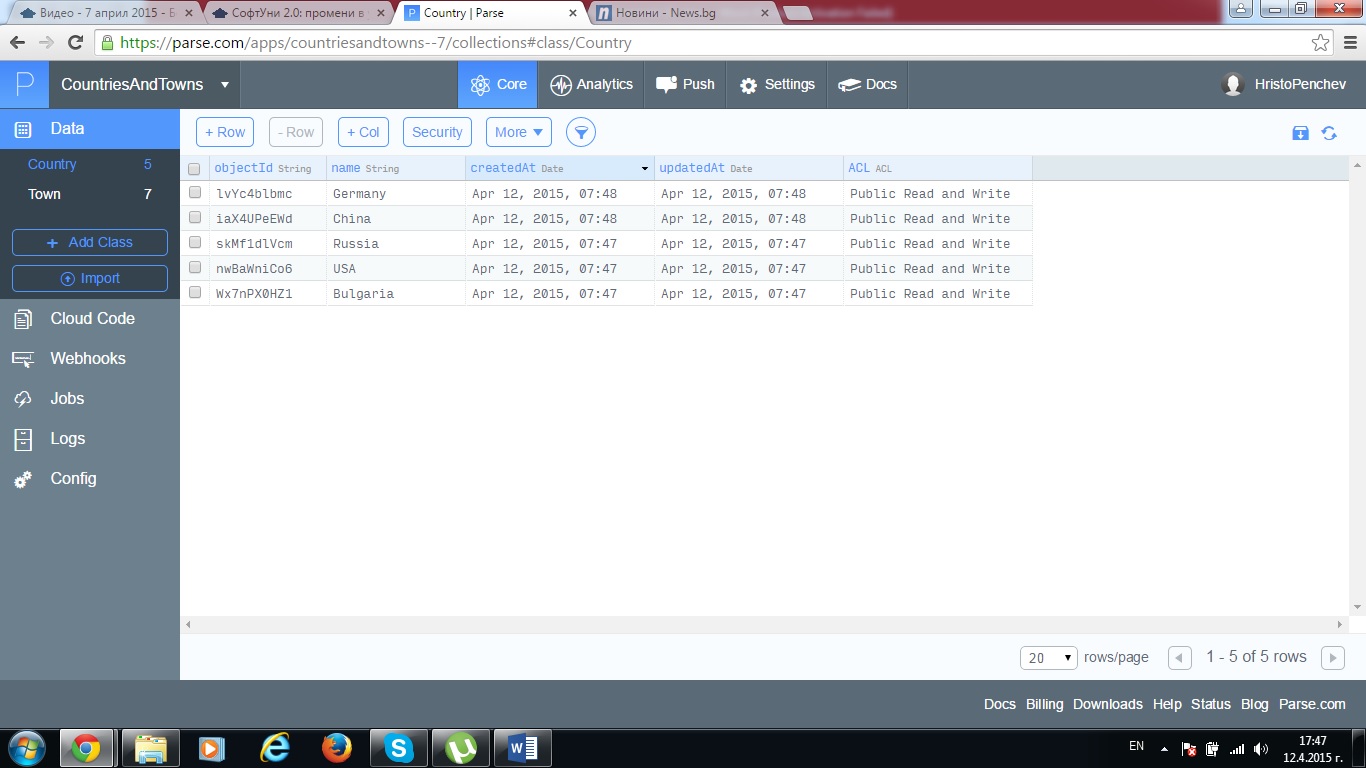 Видео - 7 април 2015 - Б
СофтУни 2.0: промени в
Country | Parse
Новини - News.bg
https://parse.com/apps/countriesandtowns--7/collections#class/Country
P CountriesAndTowns Core Analytics Push Settings Docs HristoPenchev
Data
Country 5
Town 7
+ Add Class
Import
Cloud Code
Webhooks
Jobs
Logs
Config
+ Row - Row + Col Security More
objectId String name String createdAt Date updatedAt Date ACL ACL
lvYc4blbmc Germany Apr 12, 2015, 07:48 Apr 12, 2015, 07:48 Public Read and Write
iaX4UPeEWd China Apr 12, 2015, 07:48 Apr 12, 2015, 07:48 Public Read and Write
skMf1dlVcm Russia Apr 12, 2015, 07:47 Apr 12, 2015, 07:47 Public Read and Write
nwBaWniCo6 USA Apr 12, 2015, 07:47 Apr 12, 2015, 07:47 Public Read and Write
Wx7nPX0HZ1 Bulgaria Apr 12, 2015, 07:47 Apr 12, 2015, 07:47 Public Read and Write
20 rows/page 1 - 5 of 5 rows
Docs Billing Downloads Help Status Blog Parse.com
EN
17:47
12.4.2015 г.